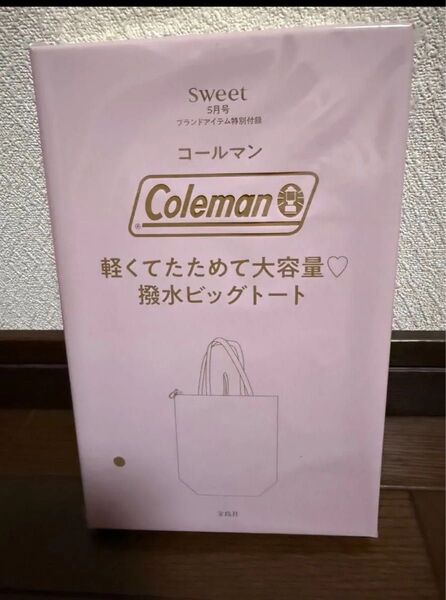 sweet
5月号
ブランドアイテム特別付録
コールマン
Coleman
®
軽くてたためて大容量♡
撥水ビッグトート
宝島社